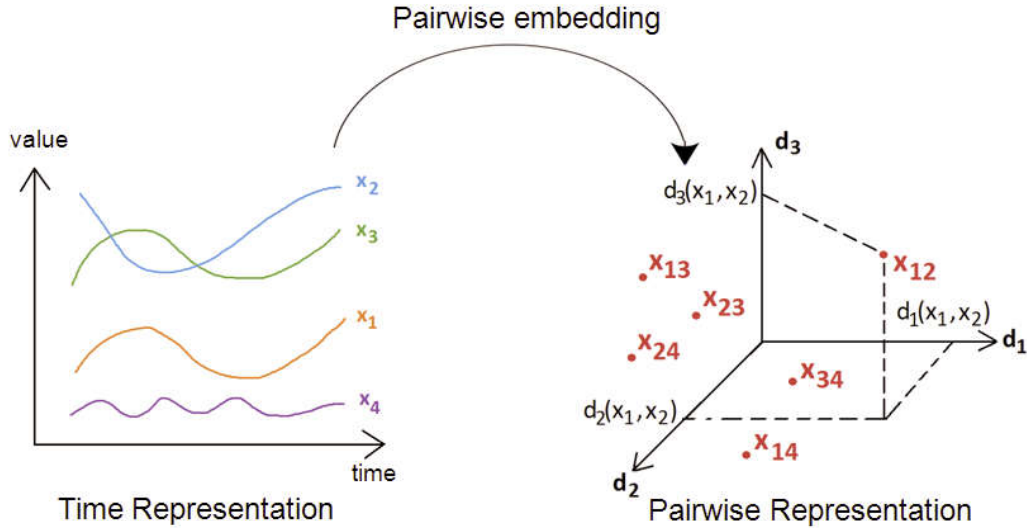 Pairwise embedding
value
x2
x3
x1
x4
time
Time Representation
d3
d3(x1,x2)
x12
x13
x23
d1(x1,x2)
x24
d1
x34
d2(x1,x2)
x14
d2
Pairwise Representation